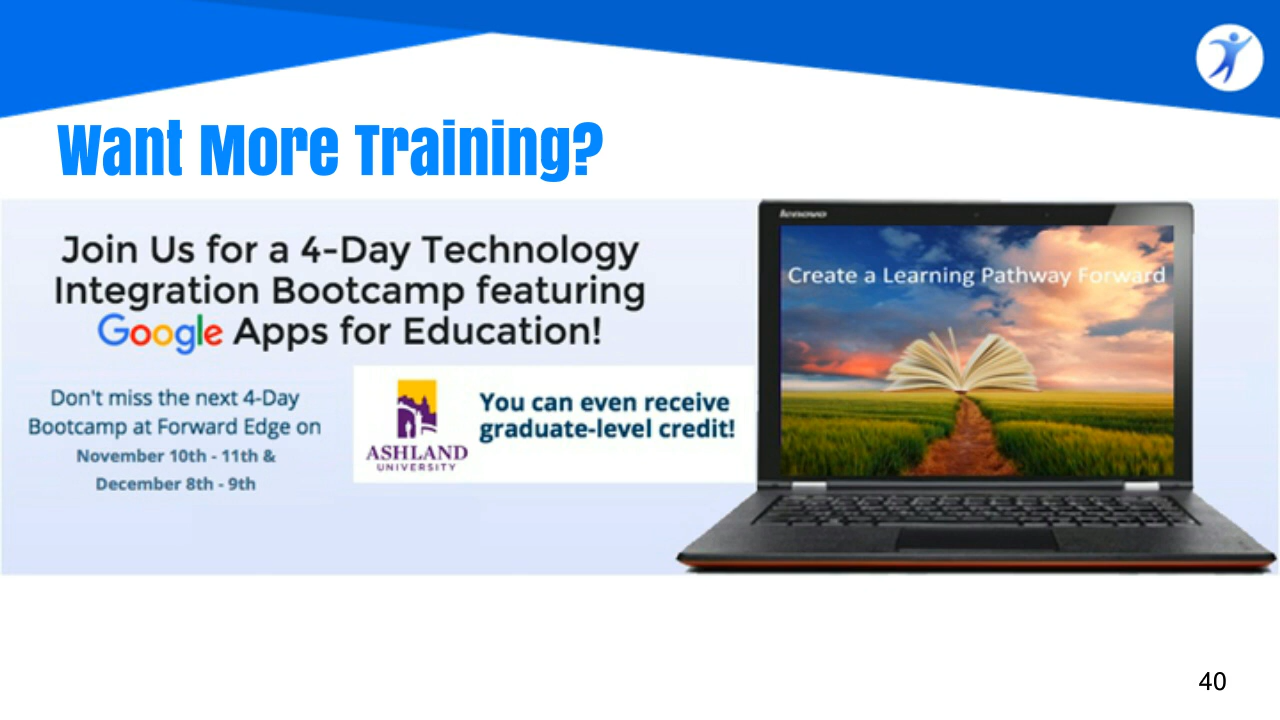 Want More Training?
Join Us for a 4-Day Technology
Integration Bootcamp featuring
Google Apps for Education!
Don't miss the next 4-Day
Bootcamp at Forward Edge on
November 10th - 11th &
December 8th - 9th
ASHLAND
UNIVERSITY
You can even receive
graduate-level credit!
lenovo
Create a Learning Pathway Forward
40